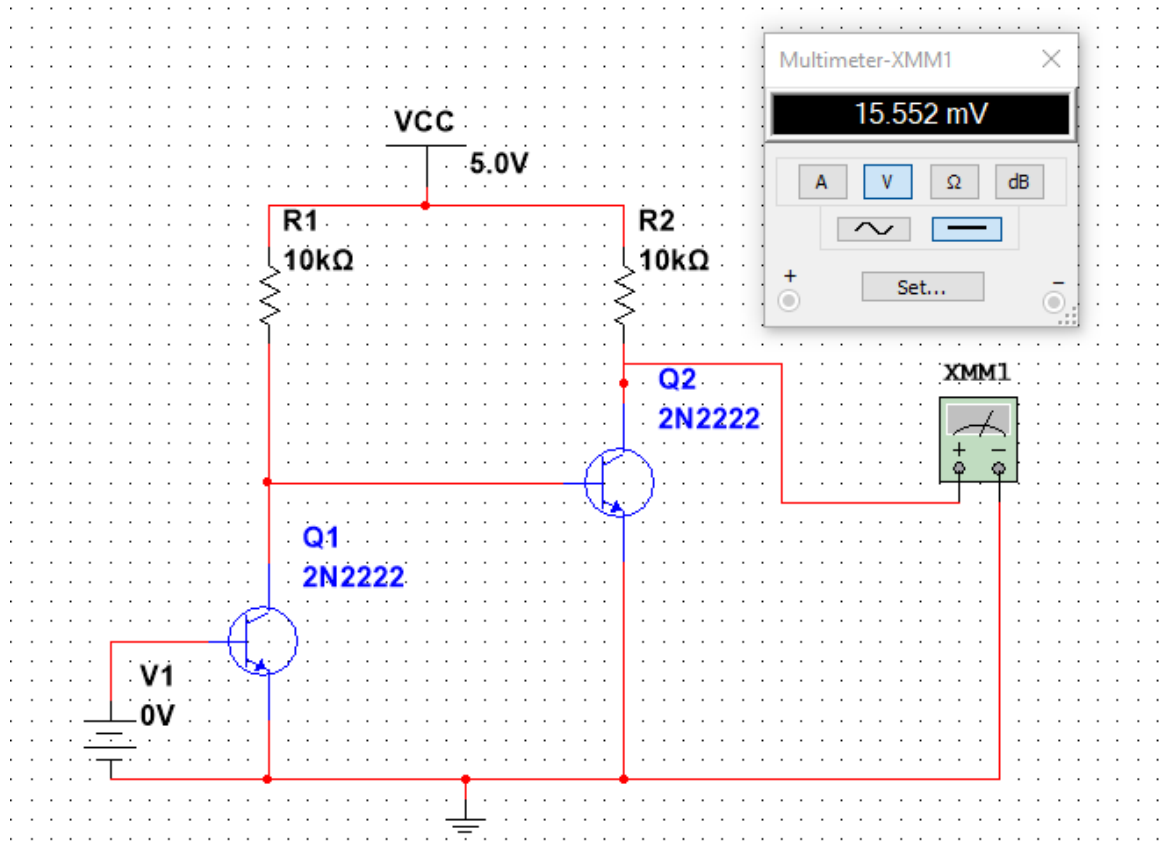 Multimeter-XMM1
15.552 mV
A V Ω dB
+ −
Set...
VCC
5.0V
R1
10kΩ
R2
10kΩ
XMM1
+ −
Q2
2N2222
Q1
2N2222
V1
0V